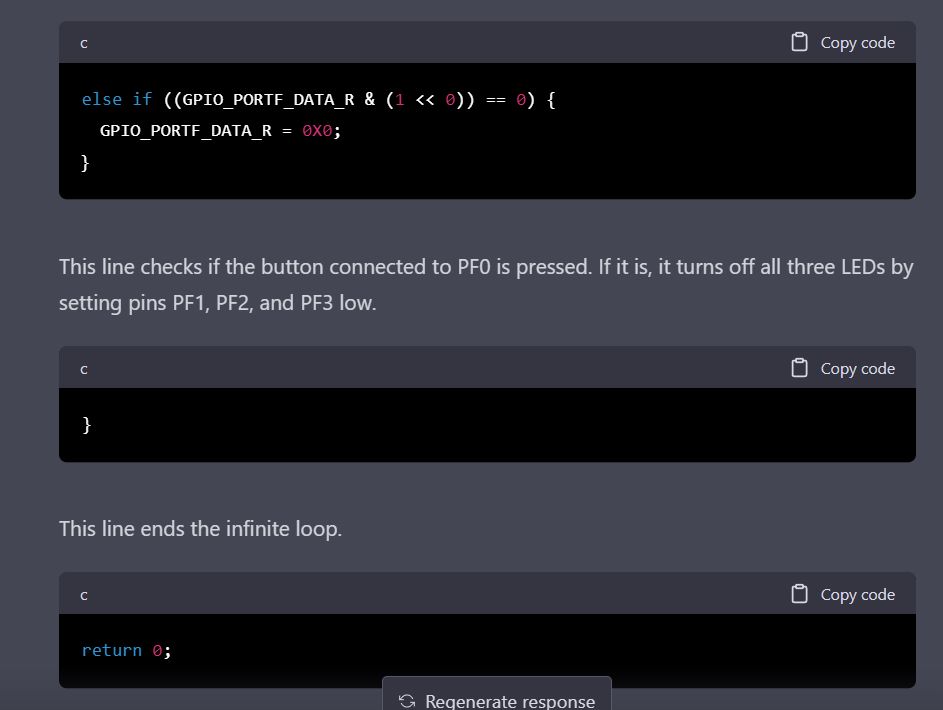 c
Copy code
else if ((GPIO_PORTF_DATA_R & (1 << 0)) == 0) {
  GPIO_PORTF_DATA_R = 0X0;
}
This line checks if the button connected to PF0 is pressed. If it is, it turns off all three LEDs by
setting pins PF1, PF2, and PF3 low.
c
Copy code
}
This line ends the infinite loop.
c
Copy code
return 0;
Regenerate response